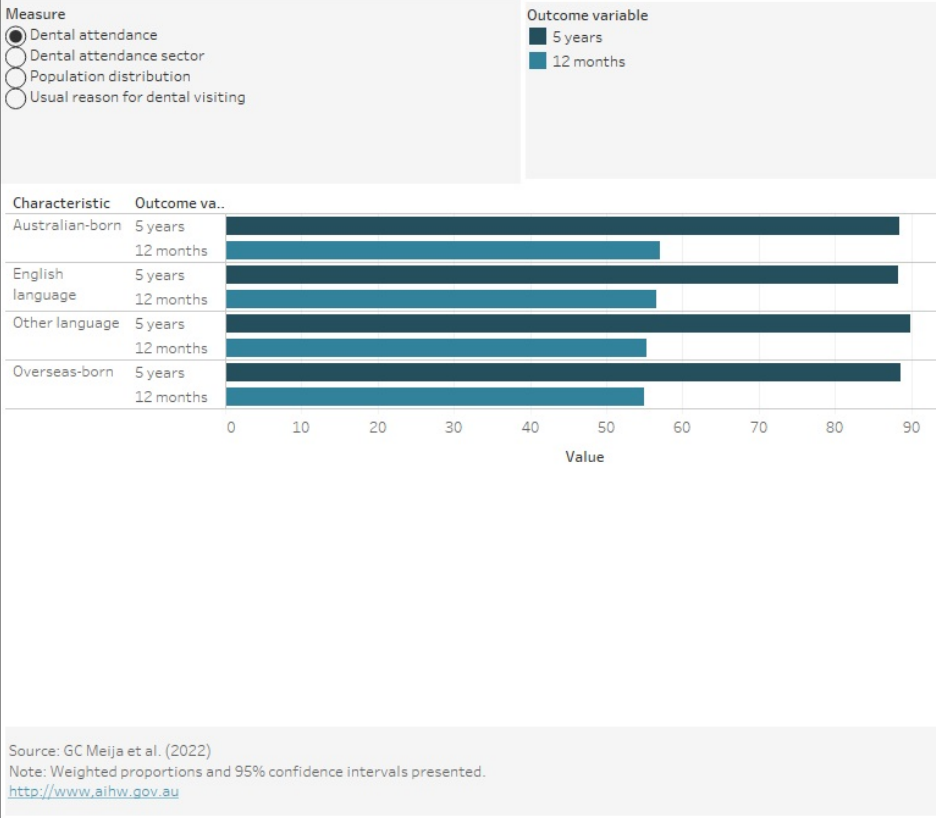 Measure
Dental attendance
Dental attendance sector
Population distribution
Usual reason for dental visiting
Outcome variable
5 years
12 months
Characteristic Outcome va..
Australian-born 5 years
12 months
English language 5 years
12 months
Other language 5 years
12 months
Overseas-born 5 years
12 months
0 10 20 30 40 50 60 70 80 90
Value
Source: GC Meija et al. (2022)
Note: Weighted proportions and 95% confidence intervals presented.
http://www,aihw.gov.au